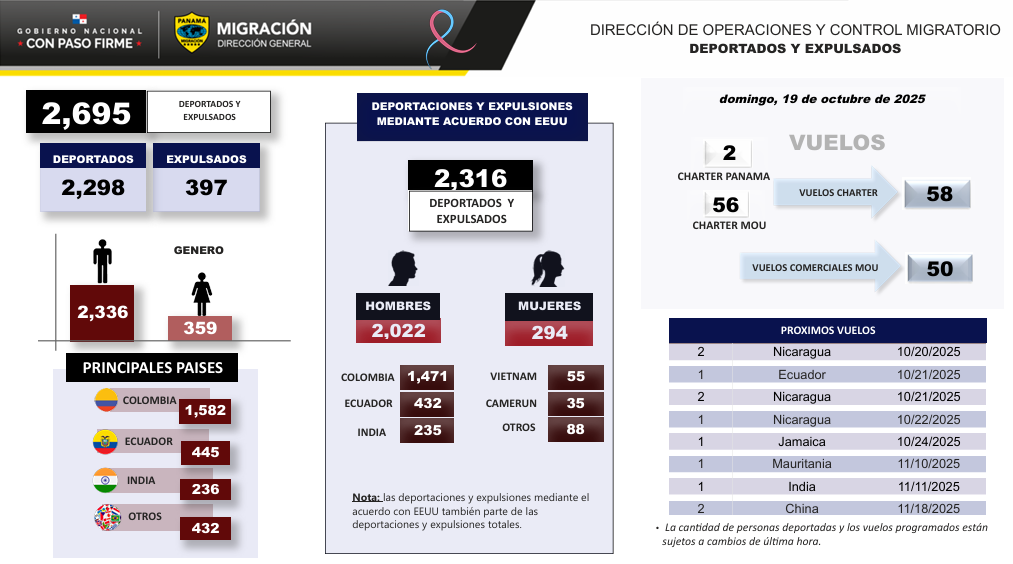 GOBIERNO NACIONAL
• CON PASO FIRME •
PANAMA
MIGRACIÓN
MIGRACIÓN
DIRECCIÓN GENERAL
DIRECCIÓN DE OPERACIONES Y CONTROL MIGRATORIO
DEPORTADOS Y EXPULSADOS
2,695
DEPORTADOS Y
EXPULSADOS
DEPORTADOS
EXPULSADOS
2,298
397
GENERO
2,336
359
PRINCIPALES PAISES
COLOMBIA
1,582
ECUADOR
445
INDIA
236
OTROS
432
DEPORTACIONES Y EXPULSIONES
MEDIANTE ACUERDO CON EEUU
2,316
DEPORTADOS Y
EXPULSADOS
HOMBRES
MUJERES
2,022
294
COLOMBIA
1,471
VIETNAM
55
ECUADOR
432
CAMERUN
35
INDIA
235
OTROS
88
Nota: las deportaciones y expulsiones mediante el
acuerdo con EEUU también parte de las
deportaciones y expulsiones totales.
domingo, 19 de octubre de 2025
VUELOS
2
CHARTER PANAMA
56
CHARTER MOU
VUELOS CHARTER
58
VUELOS COMERCIALES MOU
50
PROXIMOS VUELOS
2 Nicaragua 10/20/2025
1 Ecuador 10/21/2025
2 Nicaragua 10/21/2025
1 Nicaragua 10/22/2025
1 Jamaica 10/24/2025
1 Mauritania 11/10/2025
1 India 11/11/2025
2 China 11/18/2025
• La cantidad de personas deportadas y los vuelos programados están
sujetos a cambios de última hora.